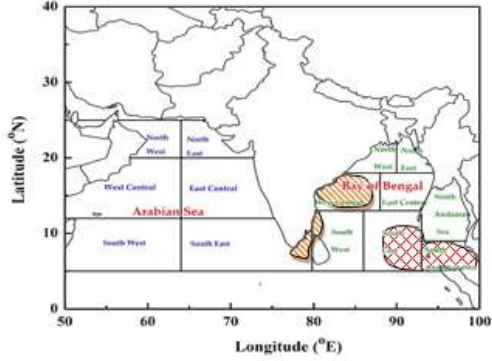 40
30
20
10
0
Latitude (°N)
North
West
North
East
West Central
East Central
Arabian Sea
South West
South East
North
West
North
East
Bay of Bengal
East Central
North
Andaman
Sea
South
West
50
60
70
80
90
100
Longitude (°E)